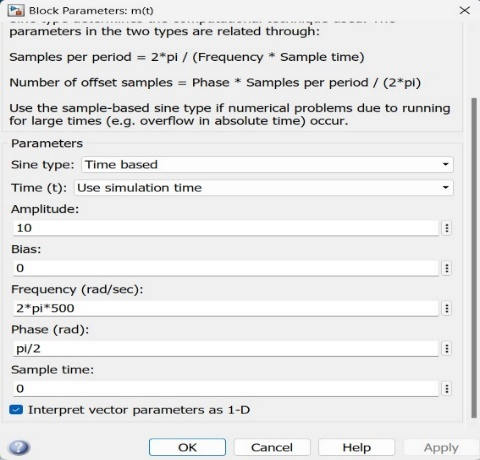 Block Parameters: m(t)
parameters in the two types are related through:
Samples per period = 2*pi / (Frequency * Sample time)
Number of offset samples = Phase * Samples per period / (2*pi)
Use the sample-based sine type if numerical problems due to running
for large times (e.g. overflow in absolute time) occur.
Parameters
Sine type: Time based
Time (t): Use simulation time
Amplitude:
10
Bias:
0
Frequency (rad/sec):
2*pi*500
Phase (rad):
pi/2
Sample time:
0
Interpret vector parameters as 1-D
OK Cancel Help Apply